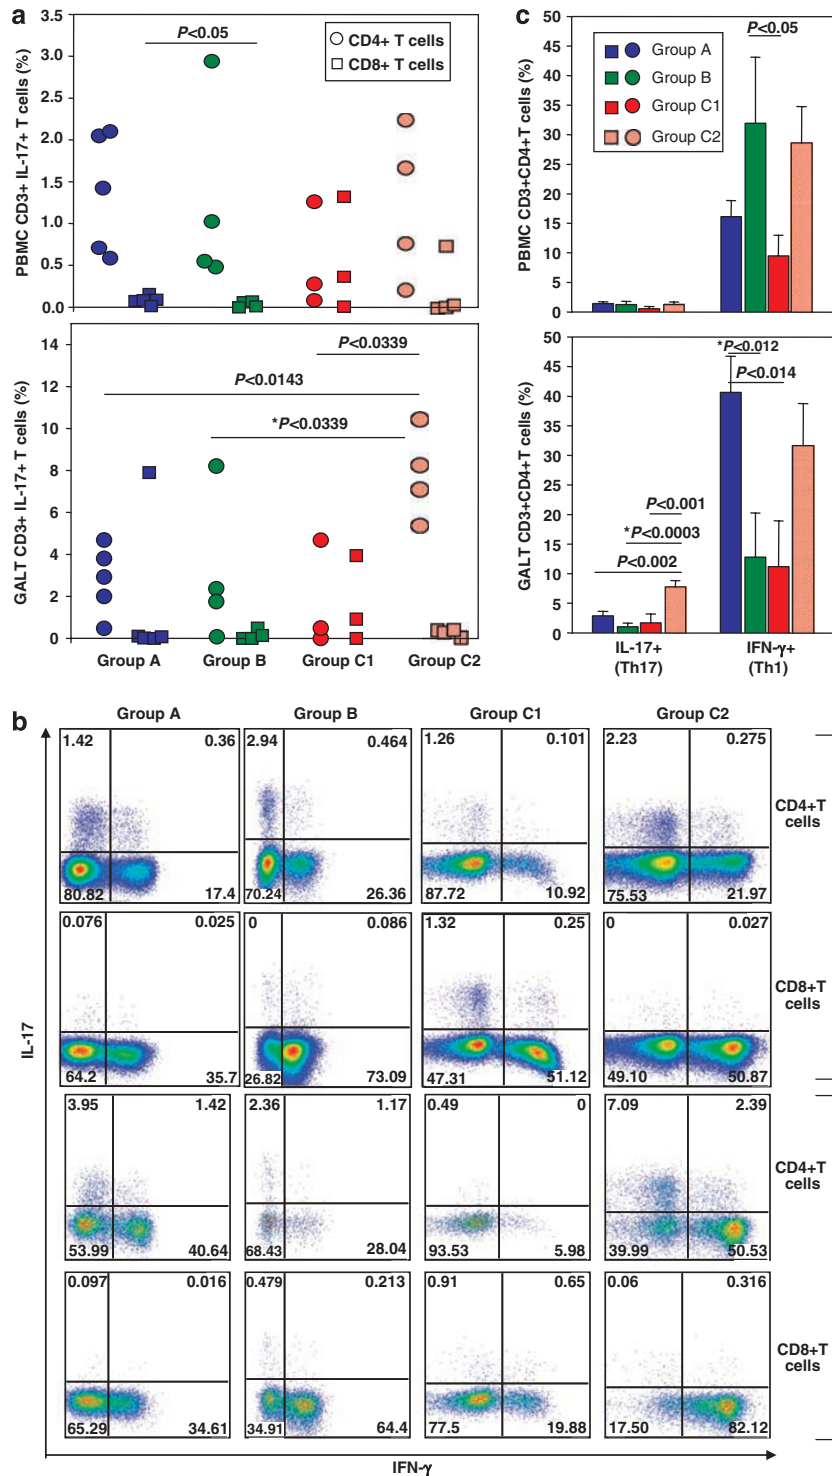 a
PBMC CD3+ IL-17+ T cells (%)
3.5
3.0
2.5
2.0
1.5
1.0
0.5
0.0
P<0.05
CD4+ T cells
CD8+ T cells
GALT CD3+ IL-17+ T cells (%)
14
12
10
8
6
4
2
0
P<0.0339
P<0.0143
*P<0.0339
Group A Group B Group C1 Group C2
c
PBMC CD3+CD4+T cells (%)
50
45
40
35
30
25
20
15
10
5
0
P<0.05
Group A
Group B
Group C1
Group C2
GALT CD3+CD4+T cells (%)
50
45
40
35
30
25
20
15
10
5
0
*P<0.012
P<0.014
P<0.001
*P<0.0003
P<0.002
IL-17+ IFN-γ+
(Th17) (Th1)
b
Group A Group B Group C1 Group C2
1.42 0.36 2.94 0.464 1.26 0.101 2.23 0.275
CD4+T
cells
80.82 17.4 70.24 26.36 87.72 10.92 75.53 21.97
0.076 0.025 0 0.086 1.32 0.25 0 0.027
CD8+T
cells
64.2 35.7 26.82 73.09 47.31 51.12 49.10 50.87
3.95 1.42 2.36 1.17 0.49 0 7.09 2.39
CD4+T
cells
53.99 40.64 68.43 28.04 93.53 5.98 39.99 50.53
0.097 0.016 0.479 0.213 0.91 0.65 0.06 0.316
CD8+T
cells
65.29 34.61 34.91 64.4 77.5 19.88 17.50 82.12
IL-17
IFN-γ